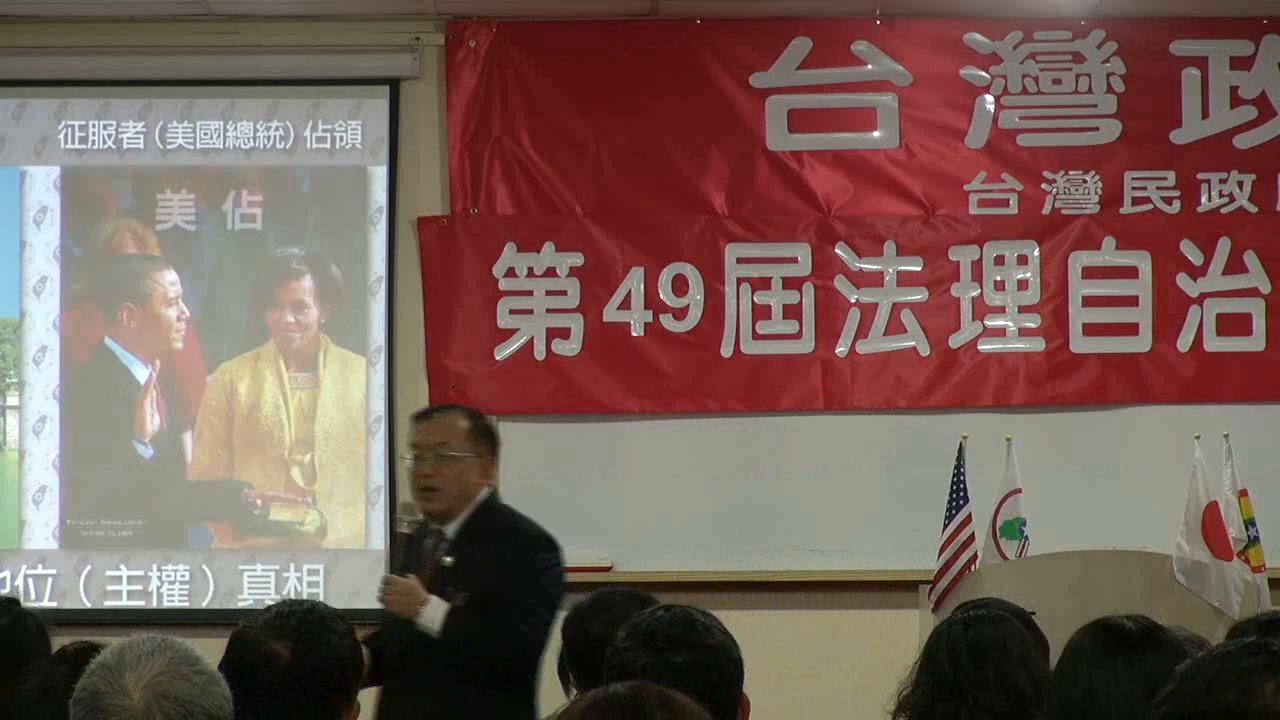 征服者(美國總統)佔領
美 佔
位(主權)真相
台灣政
台灣民政
第49屆法理自治